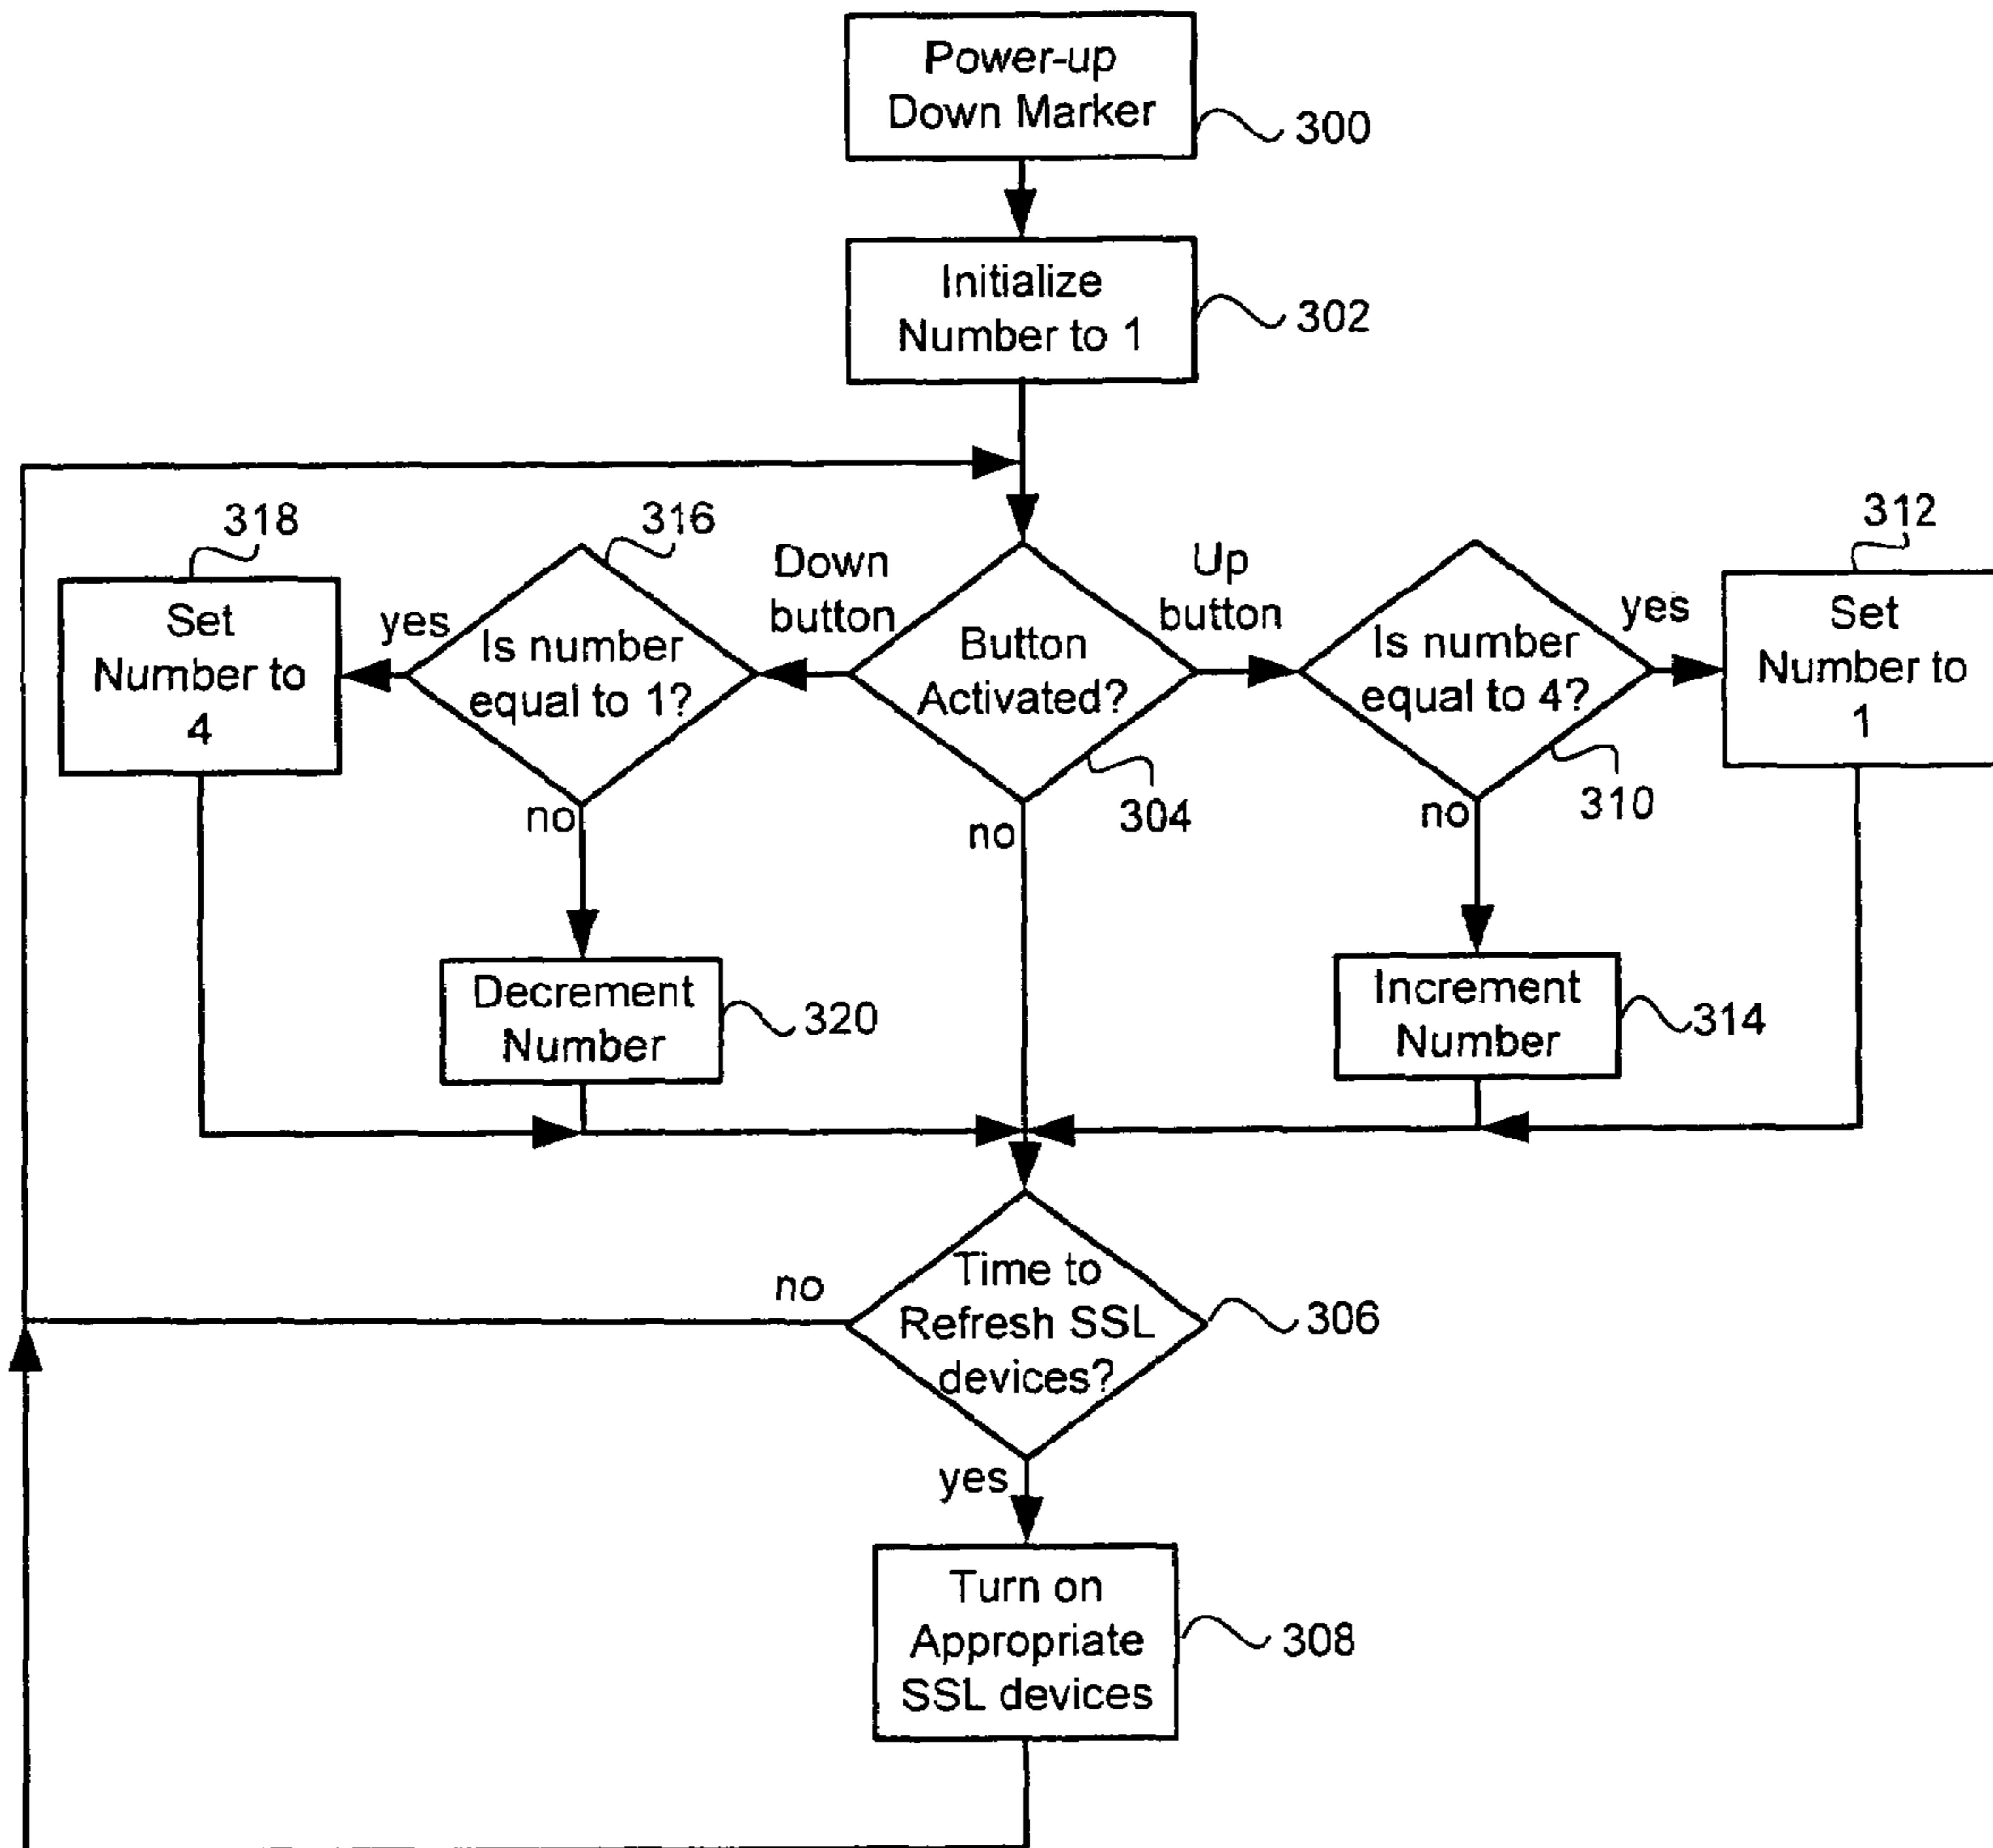 Power-up
Down Marker
300
Initialize
Number to 1
302
318
316
312
Down
button
Up
button
Set
Number to
4
yes
Is number
equal to 1?
Button
Activated?
Is number
equal to 4?
yes
Set
Number to
1
no
no
304
no
310
Decrement
Number
320
Increment
Number
314
no
Time to
Refresh SSL
devices?
306
yes
Turn on
Appropriate
SSL devices
308